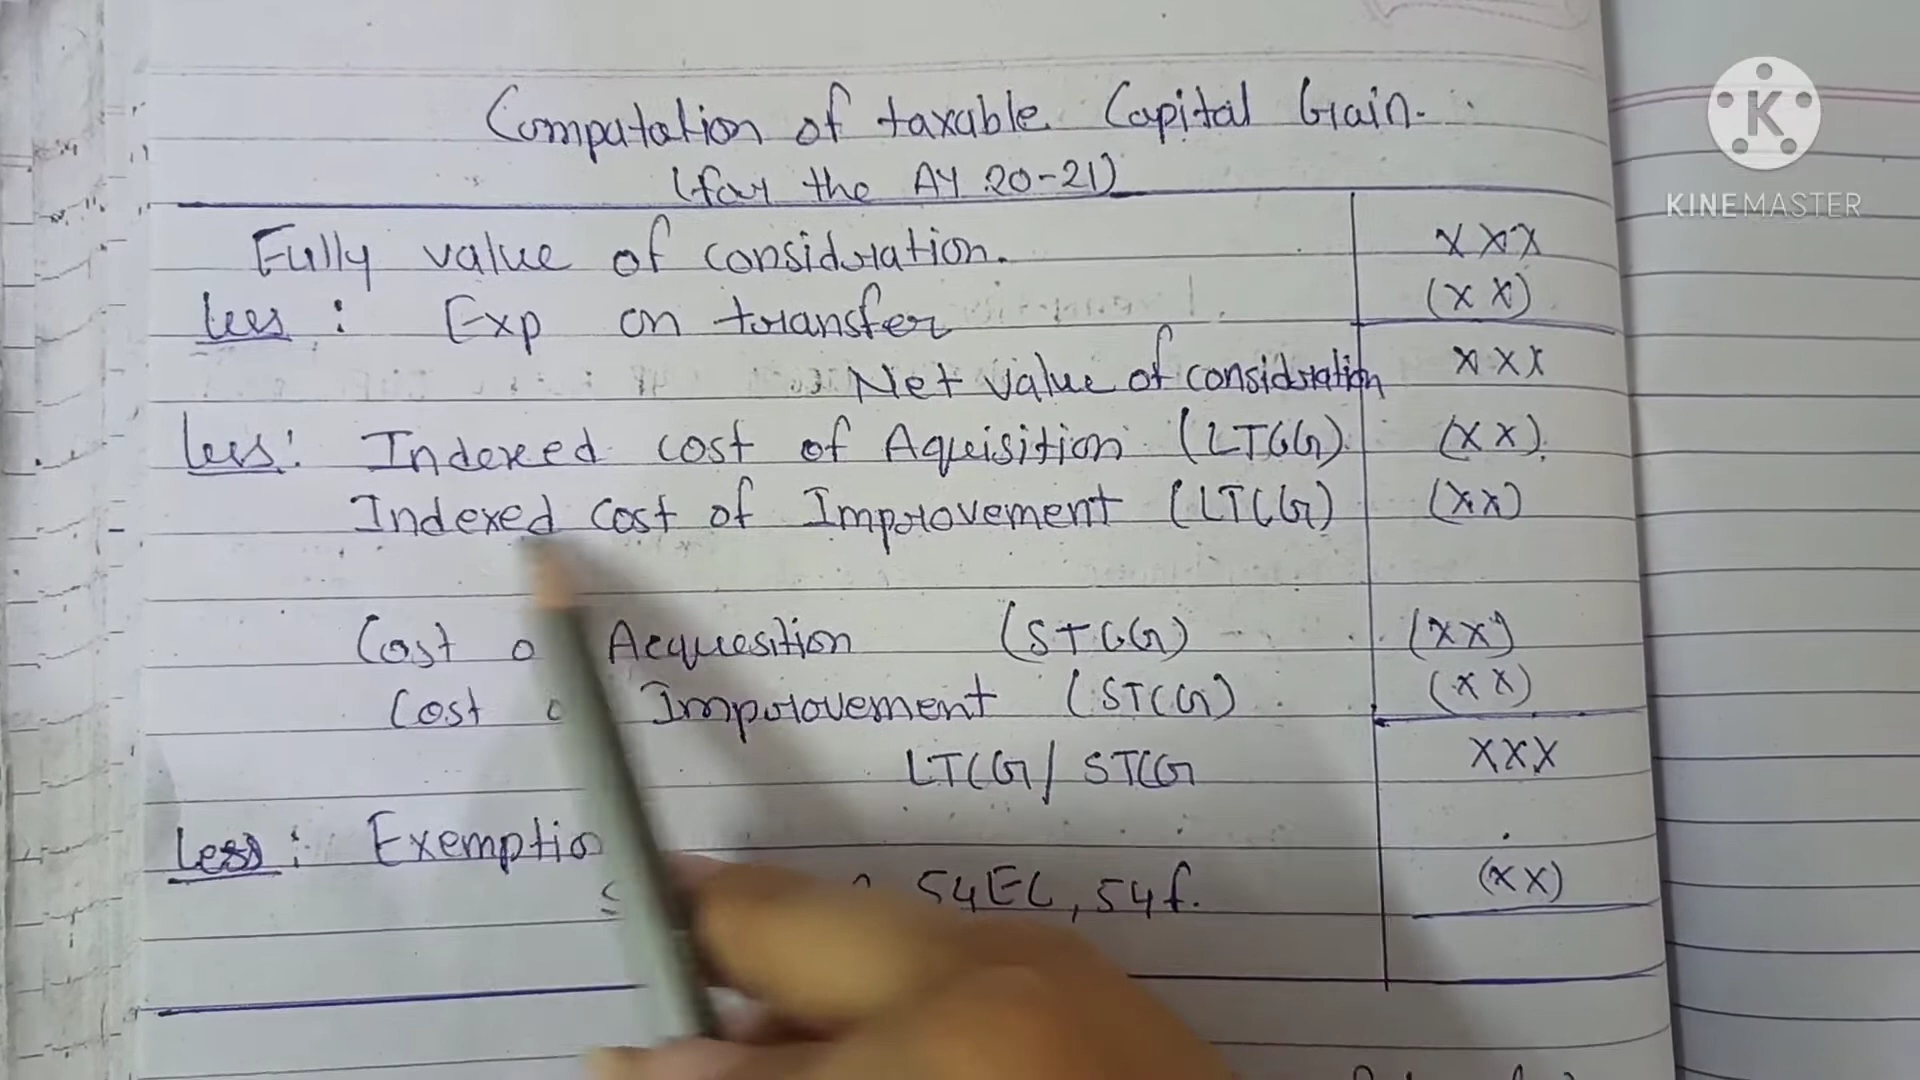 Computation of taxable Capital Gain.
(for the AY 20-21)
Fully value of consideration. XXX
Less : Exp on transfer (XX)
Net value of consideration XXX
Less: Indexed cost of Aquisition (LTCG) (XX).
Indexed cost of Improvement (LTCG) (XX)
Cost o Acquesition (STCG) (XX)
Cost o Improvement (STCG) (XX)
LTCG/ STCG XXX
Less : Exemptio
54EC, 54f. (XX)
K
KINEMASTER